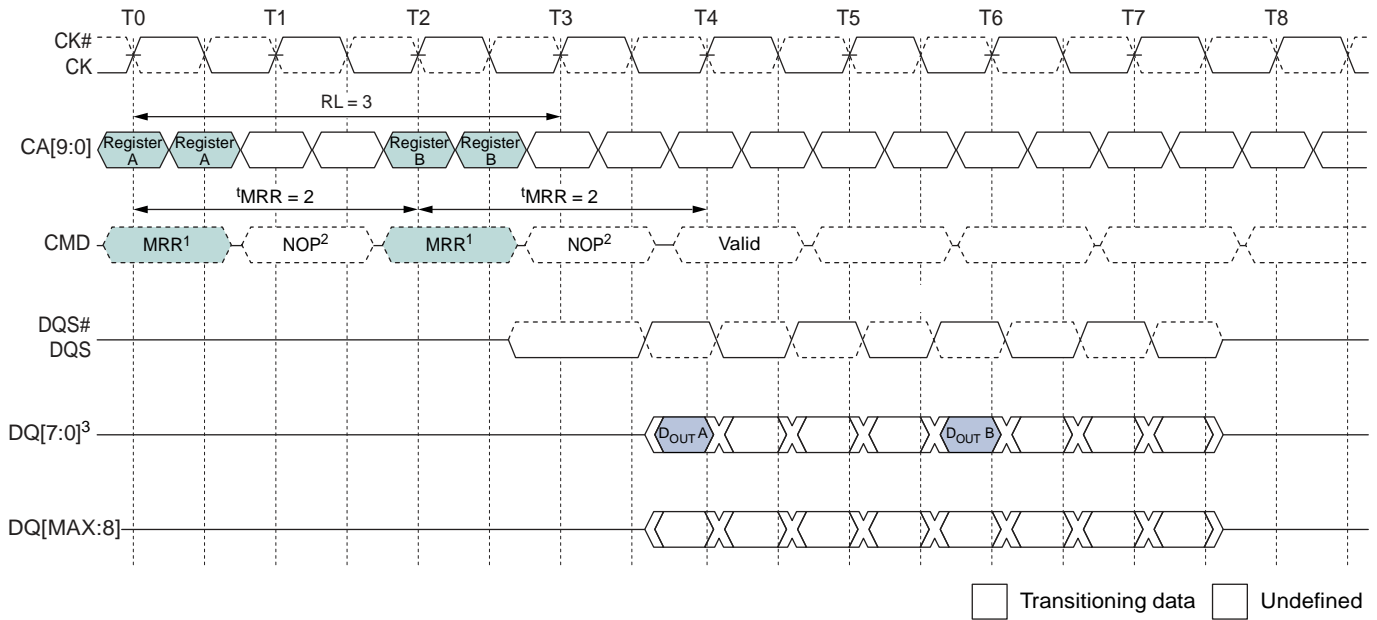 T0 T1 T2 T3 T4 T5 T6 T7 T8
CK#
CK
RL = 3
CA[9:0] Register A Register A Register B Register B
tMRR = 2 tMRR = 2
CMD MRR1 NOP2 MRR1 NOP2 Valid
DQS#
DQS
DQ[7:0]3 DOUT A DOUT B
DQ[MAX:8]
Transitioning data Undefined